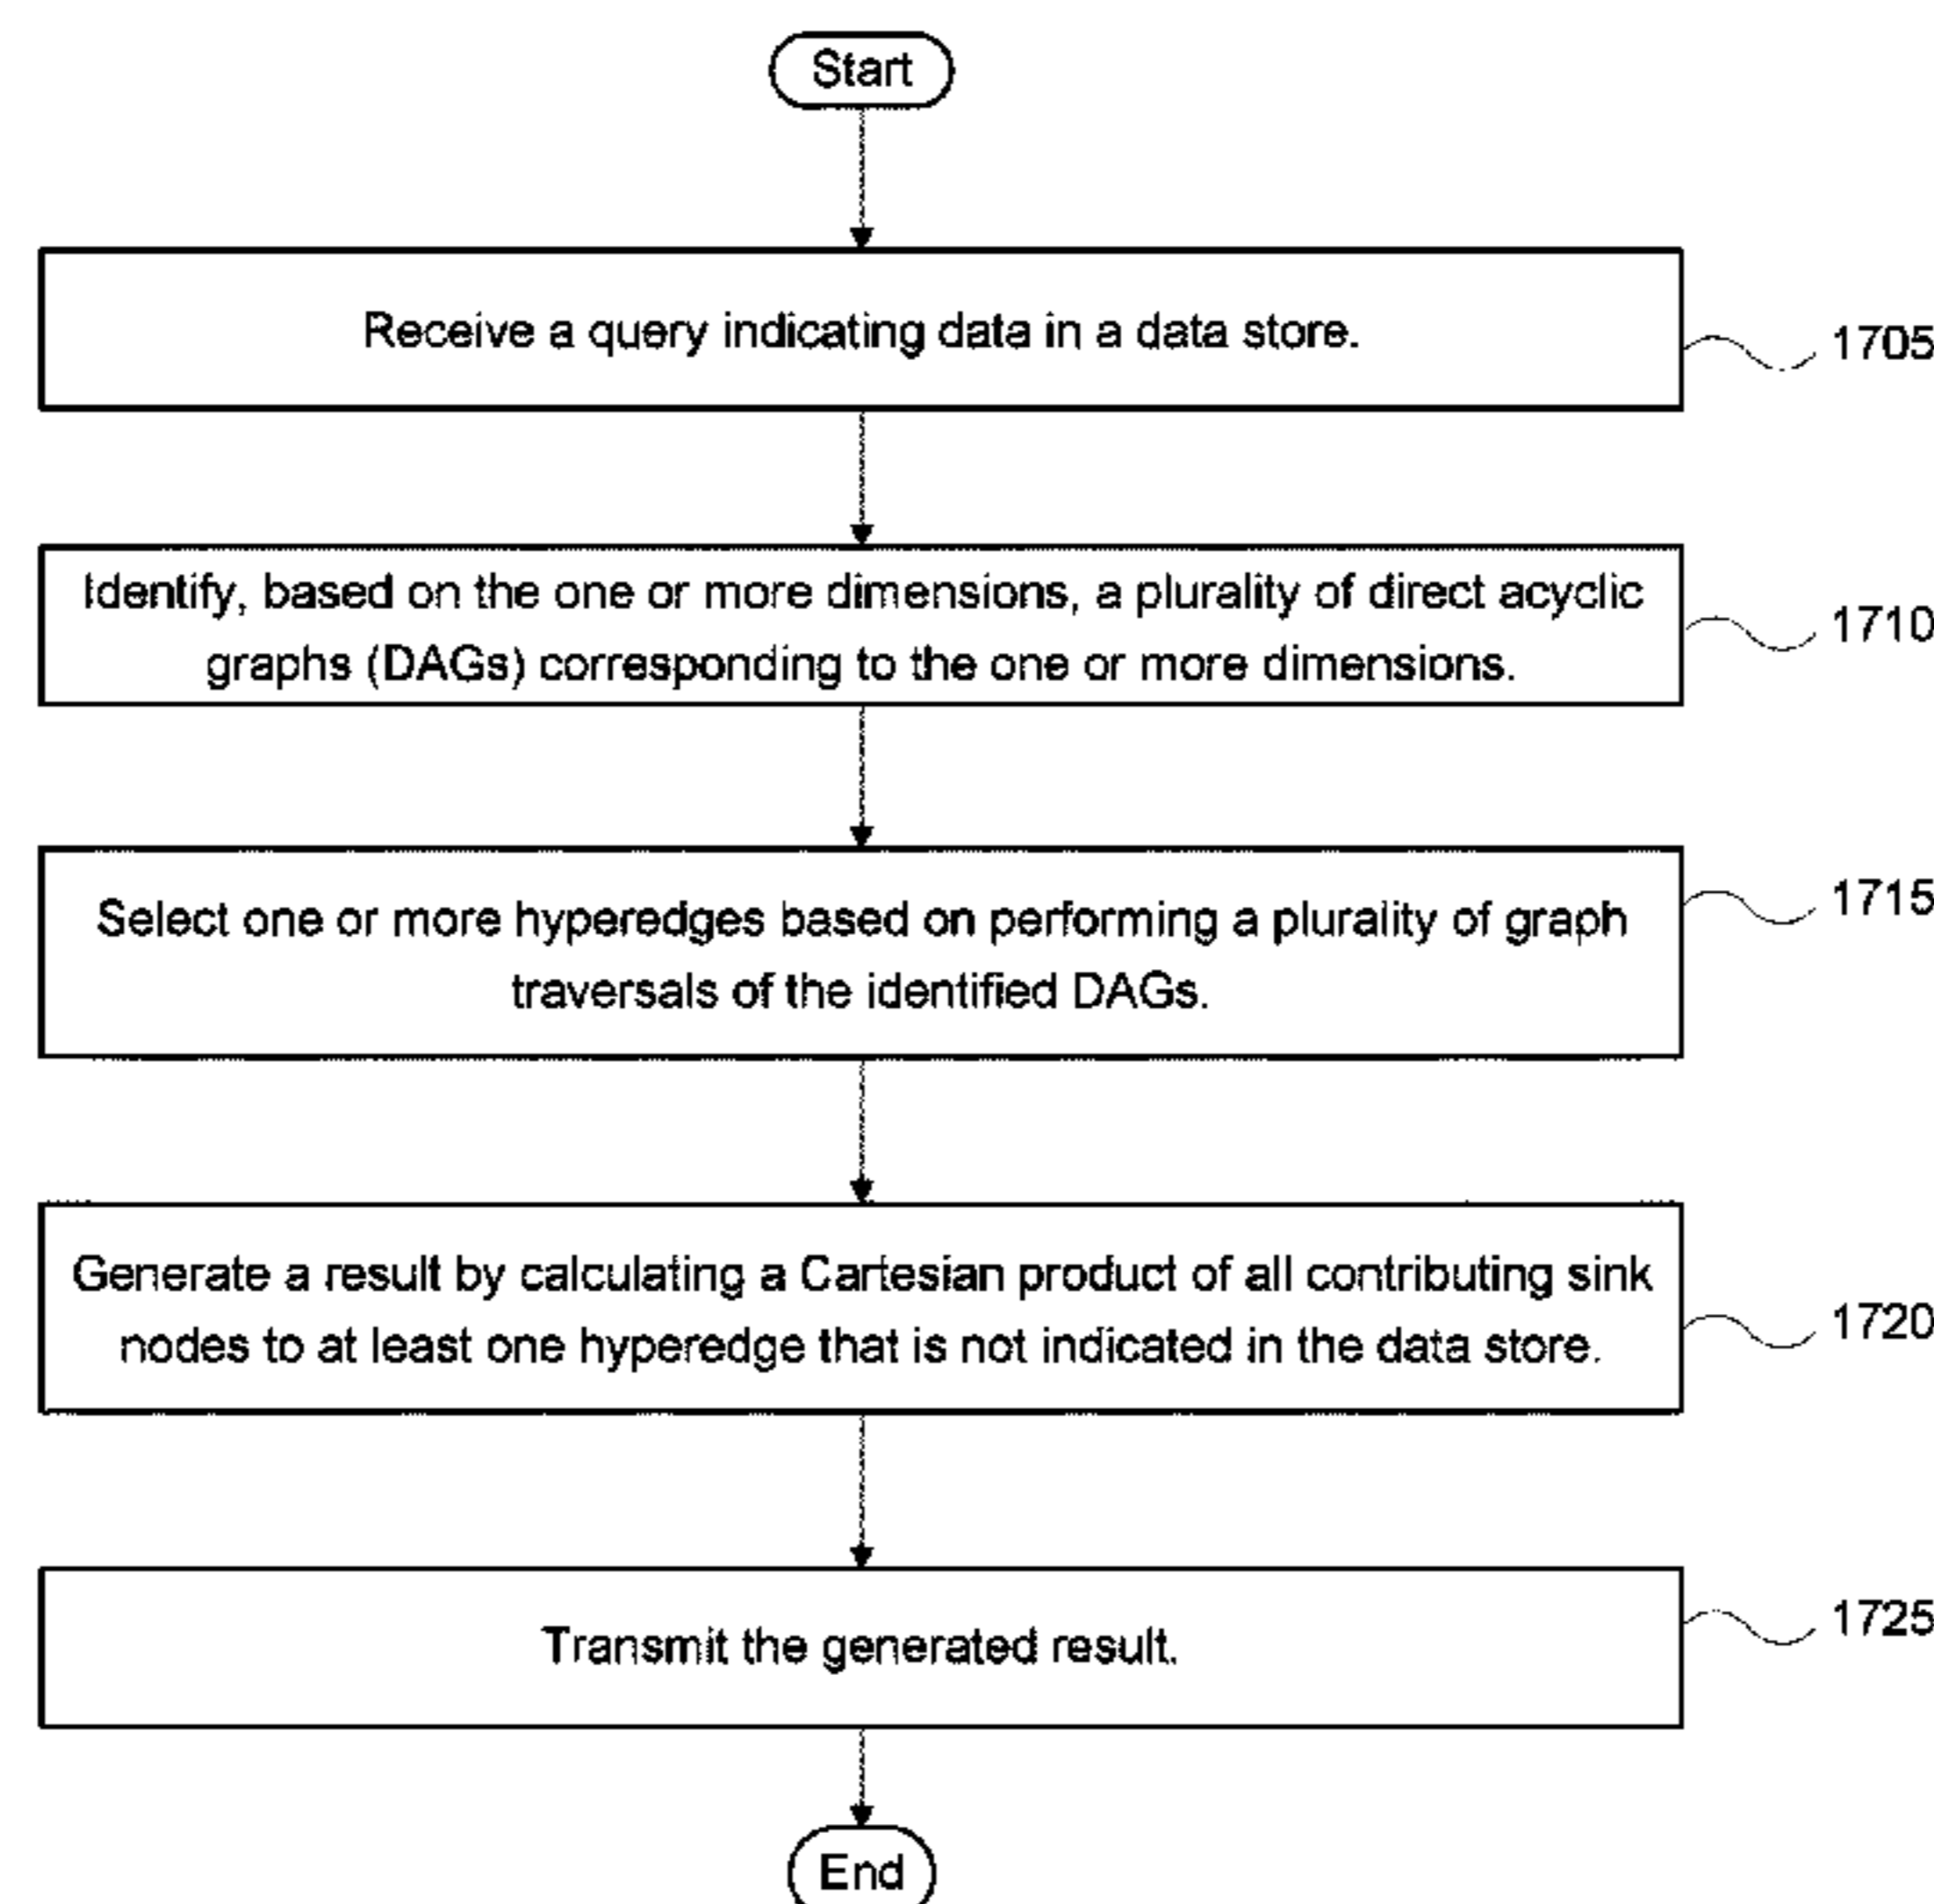 Start
Receive a query indicating data in a data store.
1705
Identify, based on the one or more dimensions, a plurality of direct acyclic
graphs (DAGs) corresponding to the one or more dimensions.
1710
Select one or more hyperedges based on performing a plurality of graph
traversals of the identified DAGs.
1715
Generate a result by calculating a Cartesian product of all contributing sink
nodes to at least one hyperedge that is not indicated in the data store.
1720
Transmit the generated result.
1725
End